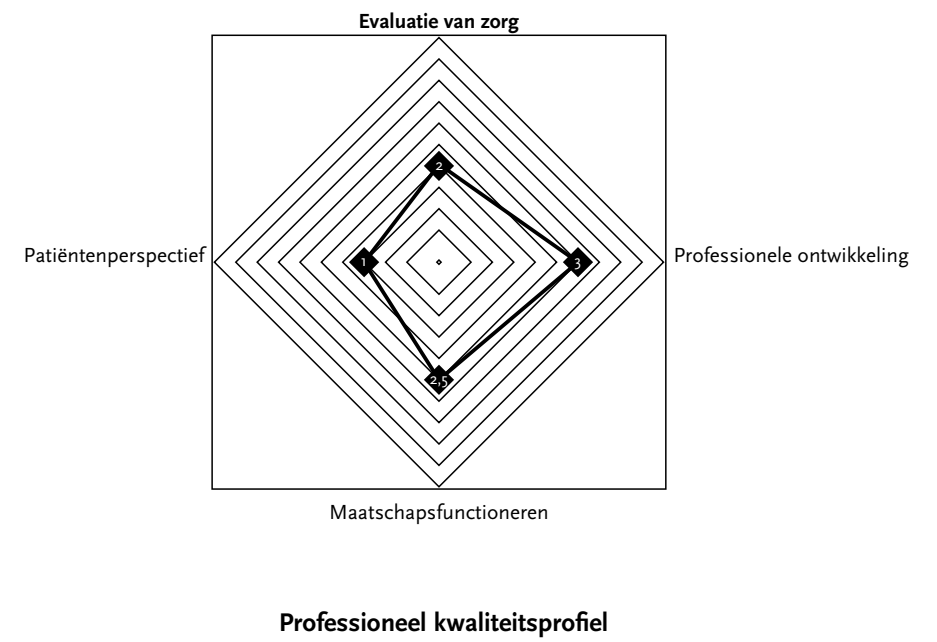 Evaluatie van zorg
2
Patiëntenperspectief
1
3
Professionele ontwikkeling
2,5
Maatschapsfunctioneren
Professioneel kwaliteitsprofiel